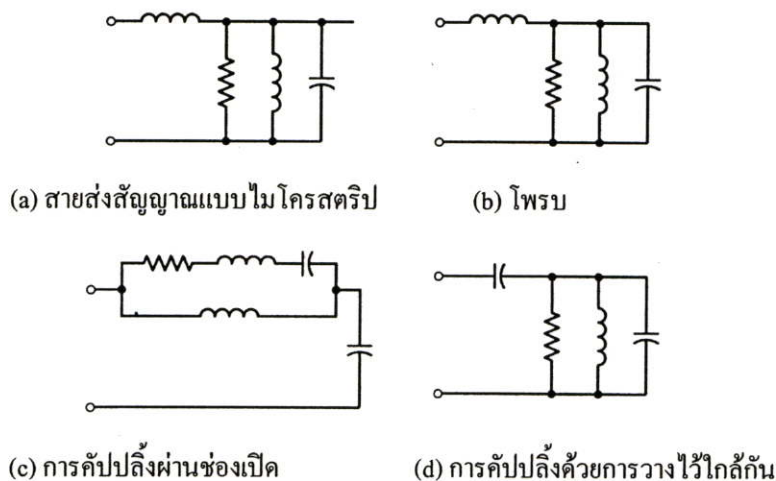 (a) สายส่งสัญญาณแบบไมโครสตริป
(b) โพรบ
(c) การคัปปลิ้งผ่านช่องเปิด
(d) การคัปปลิ้งด้วยการวางไว้ใกล้กัน